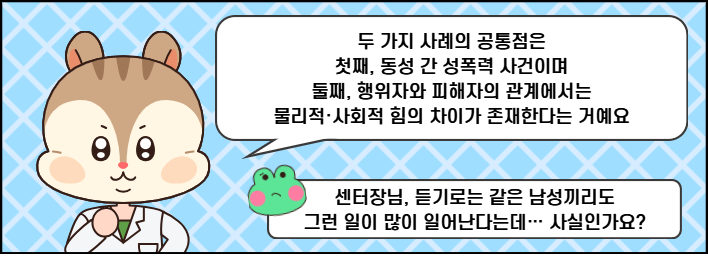 두 가지 사례의 공통점은
첫째, 동성 간 성폭력 사건이며
둘째, 행위자와 피해자의 관계에서는
물리적·사회적 힘의 차이가 존재한다는 거예요
센터장님, 듣기로는 같은 남성끼리도
그런 일이 많이 일어난다는데… 사실인가요?